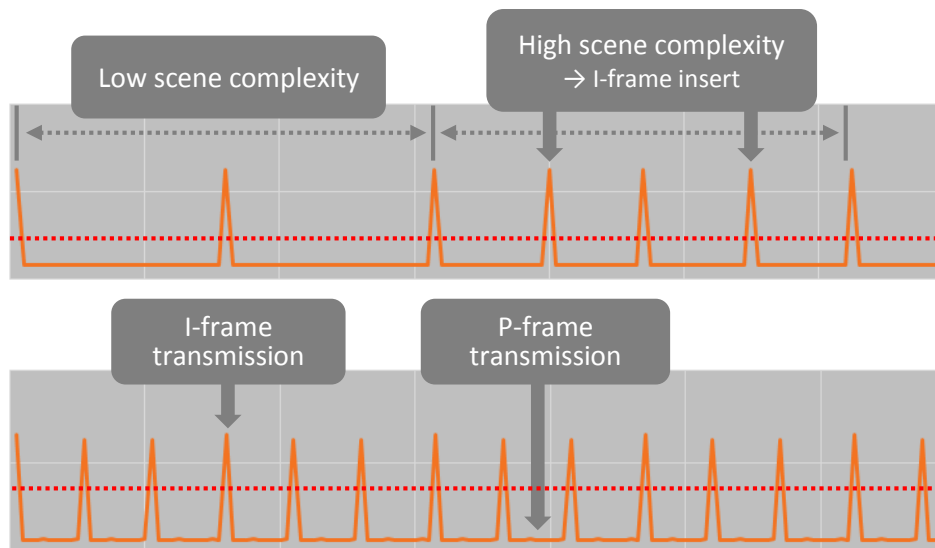 Low scene complexity
High scene complexity
→ I-frame insert
I-frame
transmission
P-frame
transmission